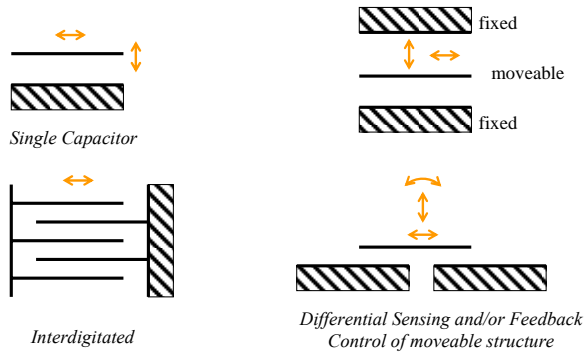 fixed
moveable
fixed
Single Capacitor
Interdigitated
Differential Sensing and/or Feedback
Control of moveable structure